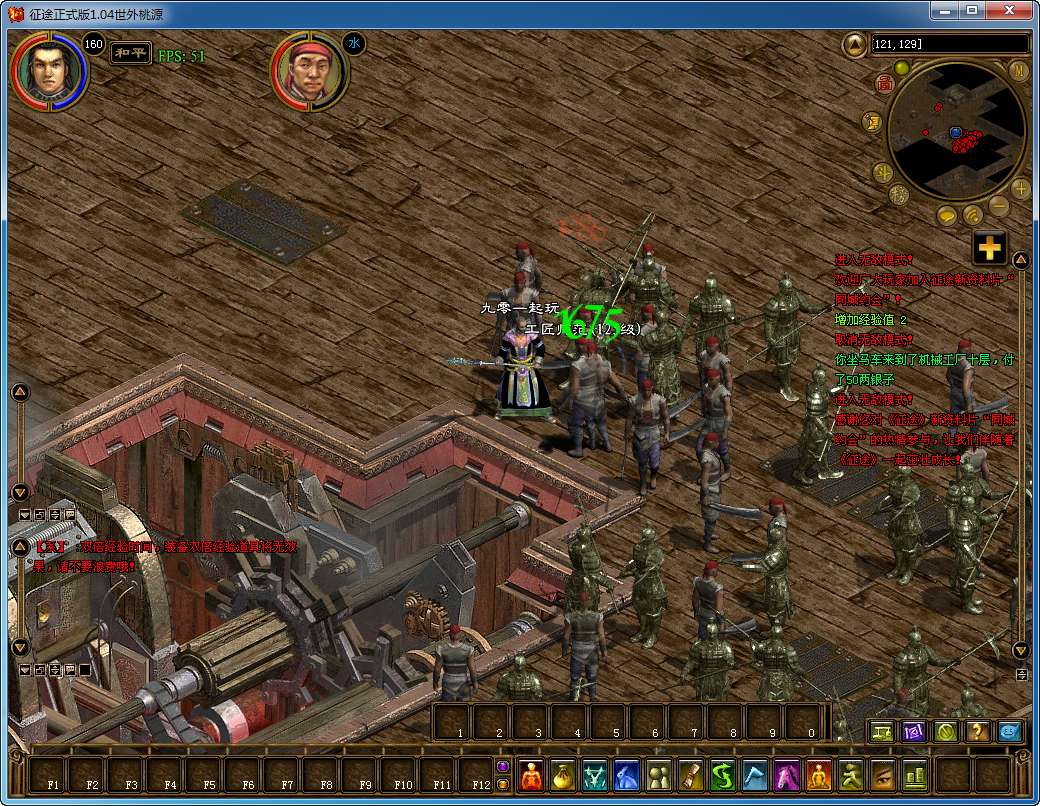 征途正式版1.04世外桃源
160
和平
FPS: 51
水
121,129]
M
九零一起玩
1675
进入无敌模式!
欢迎广大玩家加入征途新资料片“
同城约会”!
增加经验值 2
取消无敌模式!
你坐马车来到了机械工厂十层，付
了50两银子
进入无敌模式!
感谢您对《征途》新资料片“同城
约会”的热情参与，让我们伴随着
《征途》一起茁壮成长!
双倍经验时间，装备双倍经验道具将无效
果，请不要浪费哦!
1 2 3 4 5 6 7 8 9 0
F1 F2 F3 F4 F5 F6 F7 F8 F9 F10 F11 F12